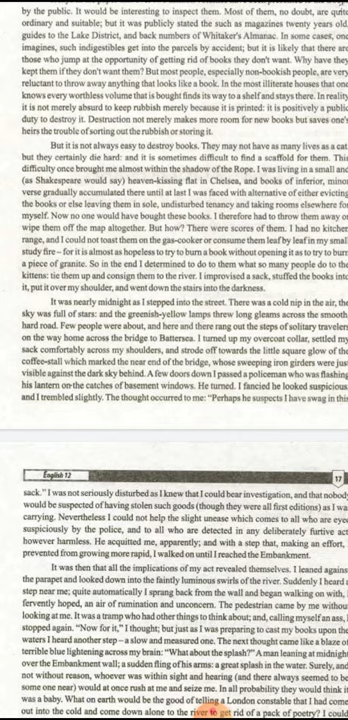 by the public. It would be interesting to inspect them. Most of them, no doubt, are quite
ordinary and suitable; but it was publicly stated the such as magazines twenty years old,
guides to the Lake District, and back numbers of Whitaker's Almanac. In some cases, one
imagines, such indigestibles get into the parcels by accident; but it is likely that there are
those who jump at the opportunity of getting rid of books they don't want. Why have they
kept them if they don't want them? But most people, especially non-bookish people, are very
reluctant to throw away anything that looks like a book. In the most illiterate houses that one
knows every worthless volume that is bought finds its way to a shelf and stays there. In reality
it is not merely absurd to keep rubbish merely because it is printed: it is positively a public
duty to destroy it. Destruction not merely makes more room for new books but saves one's
heirs the trouble of sorting out the rubbish or storing it.
But it is not always easy to destroy books. They may not have as many lives as a cat
but they certainly die hard: and it is sometimes difficult to find a scaffold for them. This
difficulty once brought me almost within the shadow of the Rope. I was living in a small and
(as Shakespeare would say) heaven-kissing flat in Chelsea, and books of inferior, minor
verse gradually accumulated there until at last I was faced with alternative of either evicting
the books or else leaving them in sole, undisturbed tenancy and taking rooms elsewhere for
myself. Now no one would have bought these books. I therefore had to throw them away or
wipe them off the map altogether. But how? There were scores of them. I had no kitchen
range, and I could not toast them on the gas-cooker or consume them leaf by leaf in my small
study fire – for it is almost as hopeless to try to burn a book without opening it as to try to burn
a piece of granite. So in the end I determined to do to them what so many people do to the
kittens: tie them up and consign them to the river. I improvised a sack, stuffed the books into
it, put it over my shoulder, and went down the stairs into the darkness.
It was nearly midnight as I stepped into the street. There was a cold nip in the air, the
sky was full of stars: and the greenish-yellow lamps threw long gleams across the smooth
hard road. Few people were about, and here and there rang out the steps of solitary travelers
on the way home across the bridge to Battersea. I turned up my overcoat collar, settled my
sack comfortably across my shoulders, and strode off towards the little square glow of the
coffee-stall which marked the near end of the bridge, whose sweeping iron girders were just
visible against the dark sky behind. A few doors down I passed a policeman who was flashing
his lantern on the catches of basement windows. He turned. I fancied he looked suspicious
and I trembled slightly. The thought occurred to me: "Perhaps he suspects I have swag in this
English 12
17
sack." I was not seriously disturbed as I knew that I could bear investigation, and that nobody
would be suspected of having stolen such goods (though they were all first editions) as I was
carrying. Nevertheless I could not help the slight unease which comes to all who are eyed
suspiciously by the police, and to all who are detected in any deliberately furtive act
however harmless. He acquitted me, apparently; and with a step that, making an effort, I
prevented from growing more rapid, I walked on until I reached the Embankment.
It was then that all the implications of my act revealed themselves. I leaned against
the parapet and looked down into the faintly luminous swirls of the river. Suddenly I heard a
step near me; quite automatically I sprang back from the wall and began walking on with, I
fervently hoped, an air of rumination and unconcern. The pedestrian came by me without
looking at me. It was a tramp who had other things to think about; and, calling myself an ass, I
stopped again. "Now for it," I thought; but just as I was preparing to cast my books upon the
waters I heard another step – a slow and measured one. The next thought came like a blaze of
terrible blue lightening across my brain: "What about the splash?" A man leaning at midnight
over the Embankment wall; a sudden fling of his arms: a great splash in the water. Surely, and
not without reason, whoever was within sight and hearing (and there always seemed to be
some one near) would at once rush at me and seize me. In all probability they would think it
was a baby. What on earth would be the good of telling a London constable that I had come
out into the cold and come down alone to the river to get rid of a pack of poetry? I could